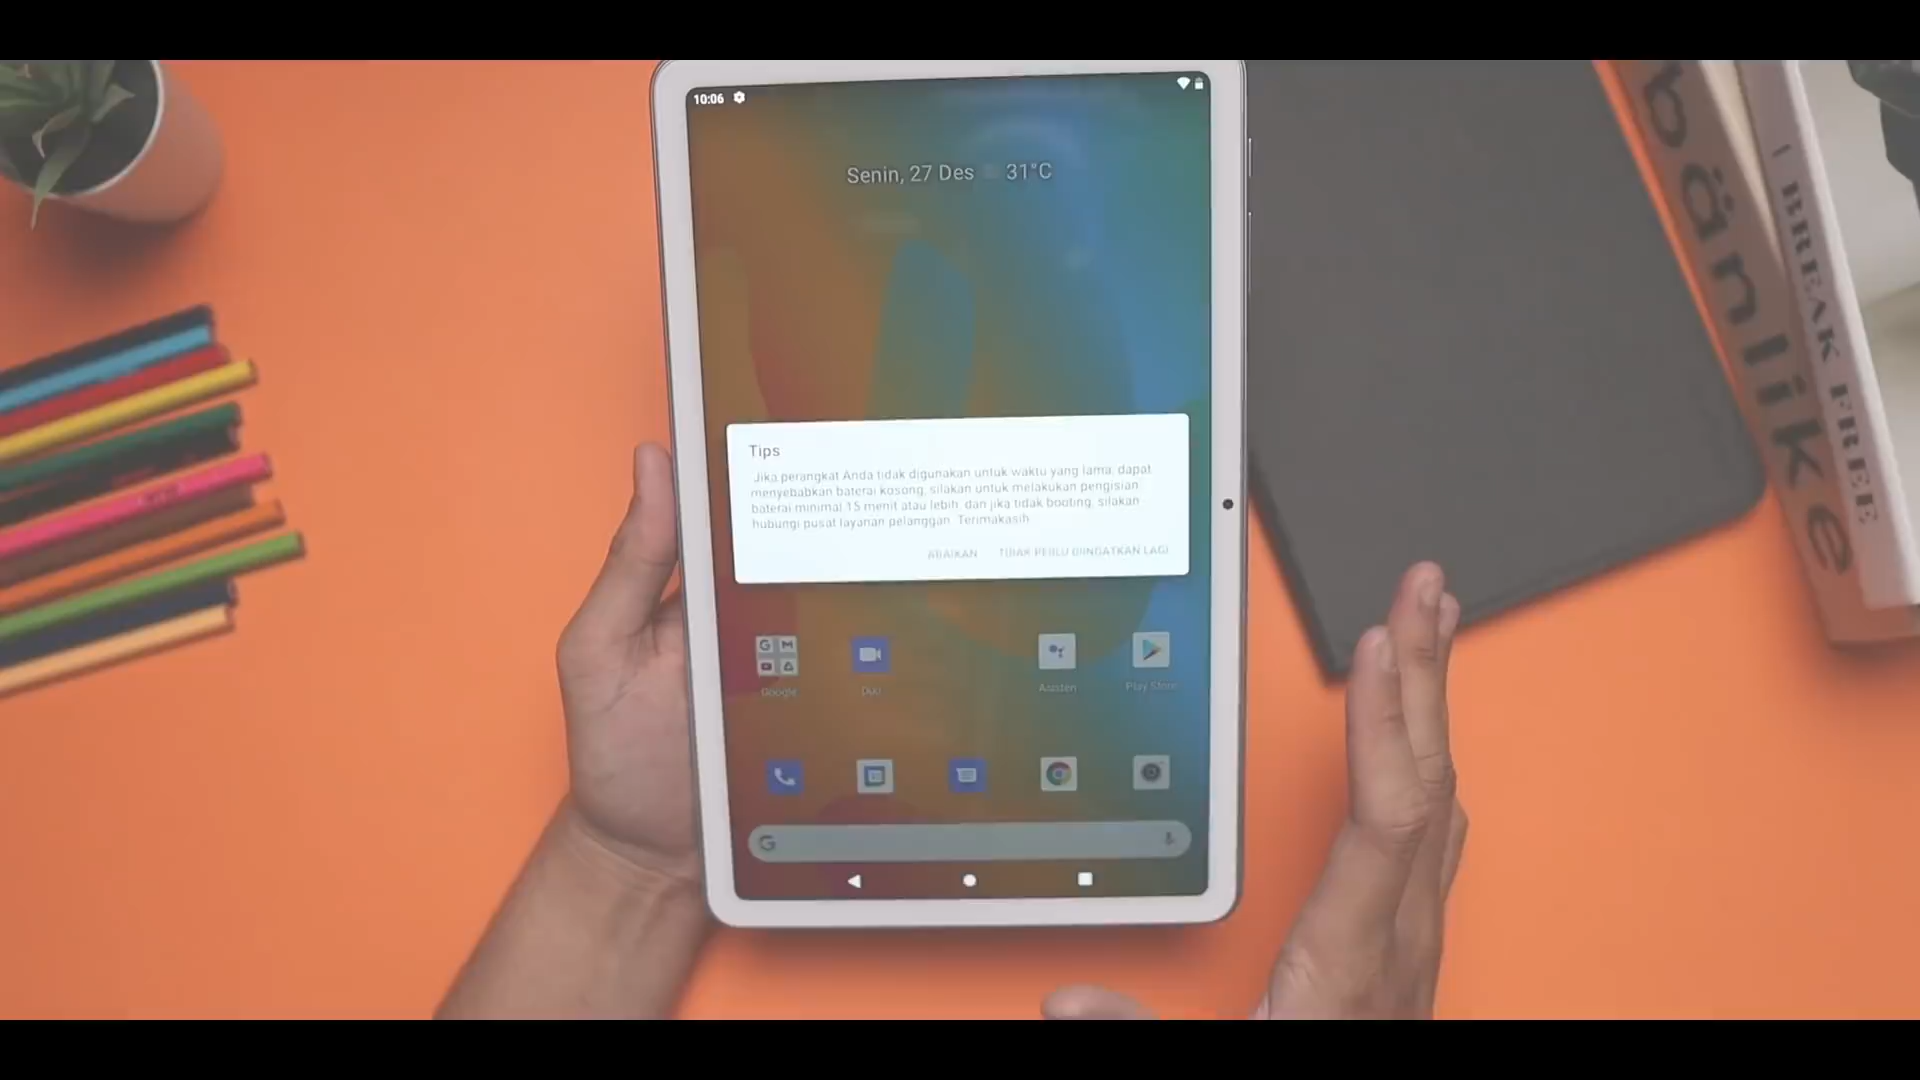 10:06
Senin, 27 Des 31°C
Tips
Jika perangkat Anda tidak digunakan untuk waktu yang lama, dapat
menyebabkan baterai kosong, silakan untuk melakukan pengisian
baterai minimal 15 menit atau lebih, dan jika tidak booting, silakan
hubungi pusat layanan pelanggan. Terimakasih.
ABAIKAN TIDAK PERLU DIINGATKAN LAGI
Google Duo Asisten Play Store
bänlike
I BREAK FREE